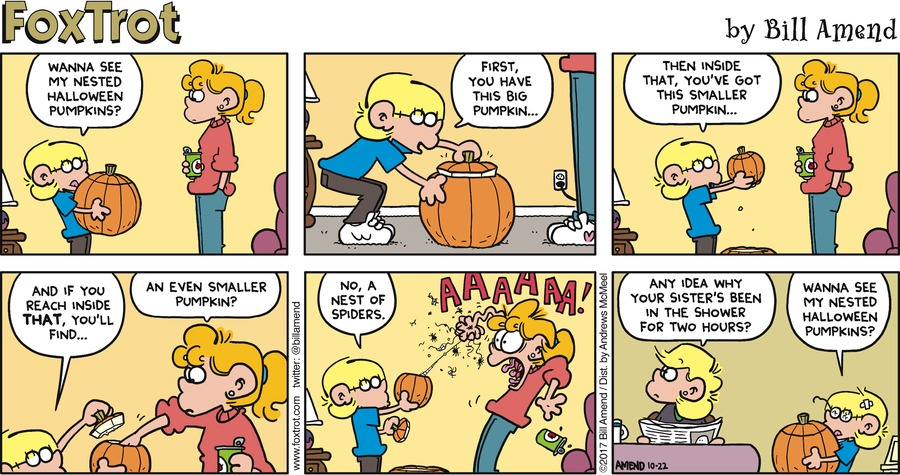 FoxTrot
by Bill Amend
WANNA SEE
MY NESTED
HALLOWEEN
PUMPKINS?
FIRST,
YOU HAVE
THIS BIG
PUMPKIN...
THEN INSIDE
THAT, YOU'VE GOT
THIS SMALLER
PUMPKIN...
AND IF YOU
REACH INSIDE
THAT, YOU'LL
FIND...
AN EVEN SMALLER
PUMPKIN?
www.foxtrot.com twitter: @billamend
NO, A
NEST OF
SPIDERS.
AAAAAA!
©2017 Bill Amend / Dist. by Andrews McMeel
ANY IDEA WHY
YOUR SISTER'S BEEN
IN THE SHOWER
FOR TWO HOURS?
WANNA SEE
MY NESTED
HALLOWEEN
PUMPKINS?
AMEND 10-22